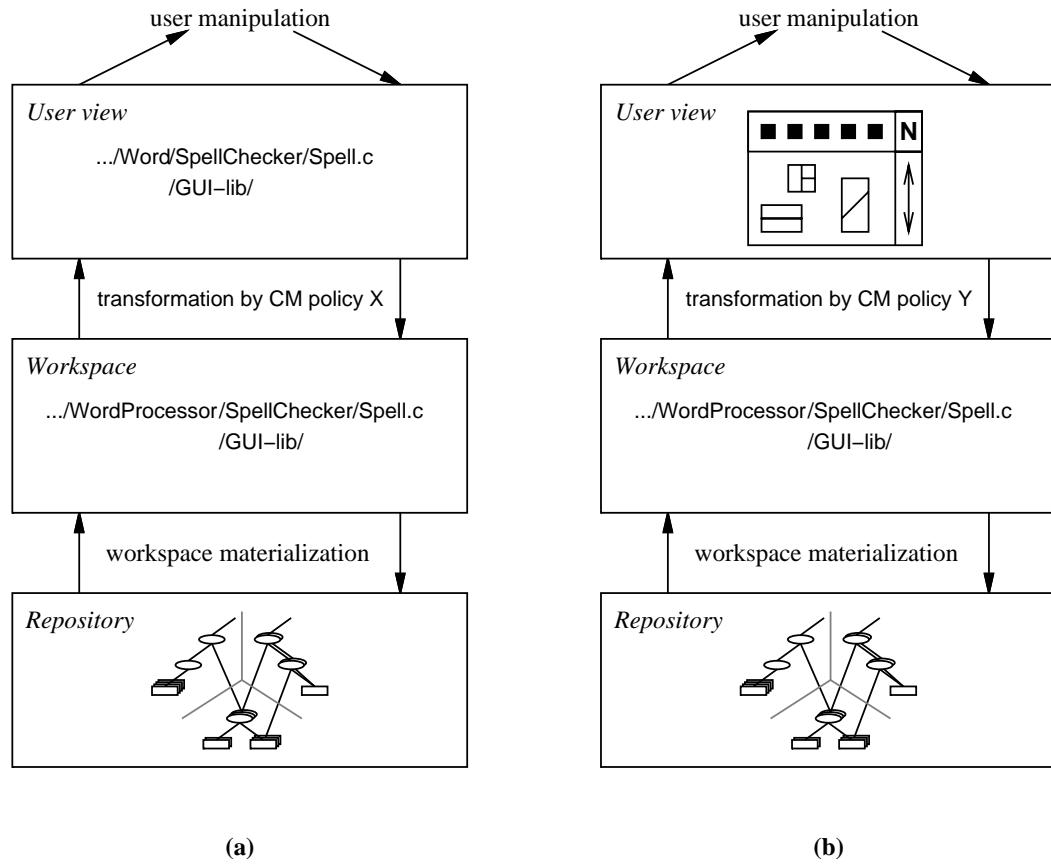 user manipulation
User view
.../Word/SpellChecker/Spell.c
/GUI−lib/
transformation by CM policy X
Workspace
.../WordProcessor/SpellChecker/Spell.c
/GUI−lib/
workspace materialization
Repository
(a)
user manipulation
User view
N
transformation by CM policy Y
Workspace
.../WordProcessor/SpellChecker/Spell.c
/GUI−lib/
workspace materialization
Repository
(b)